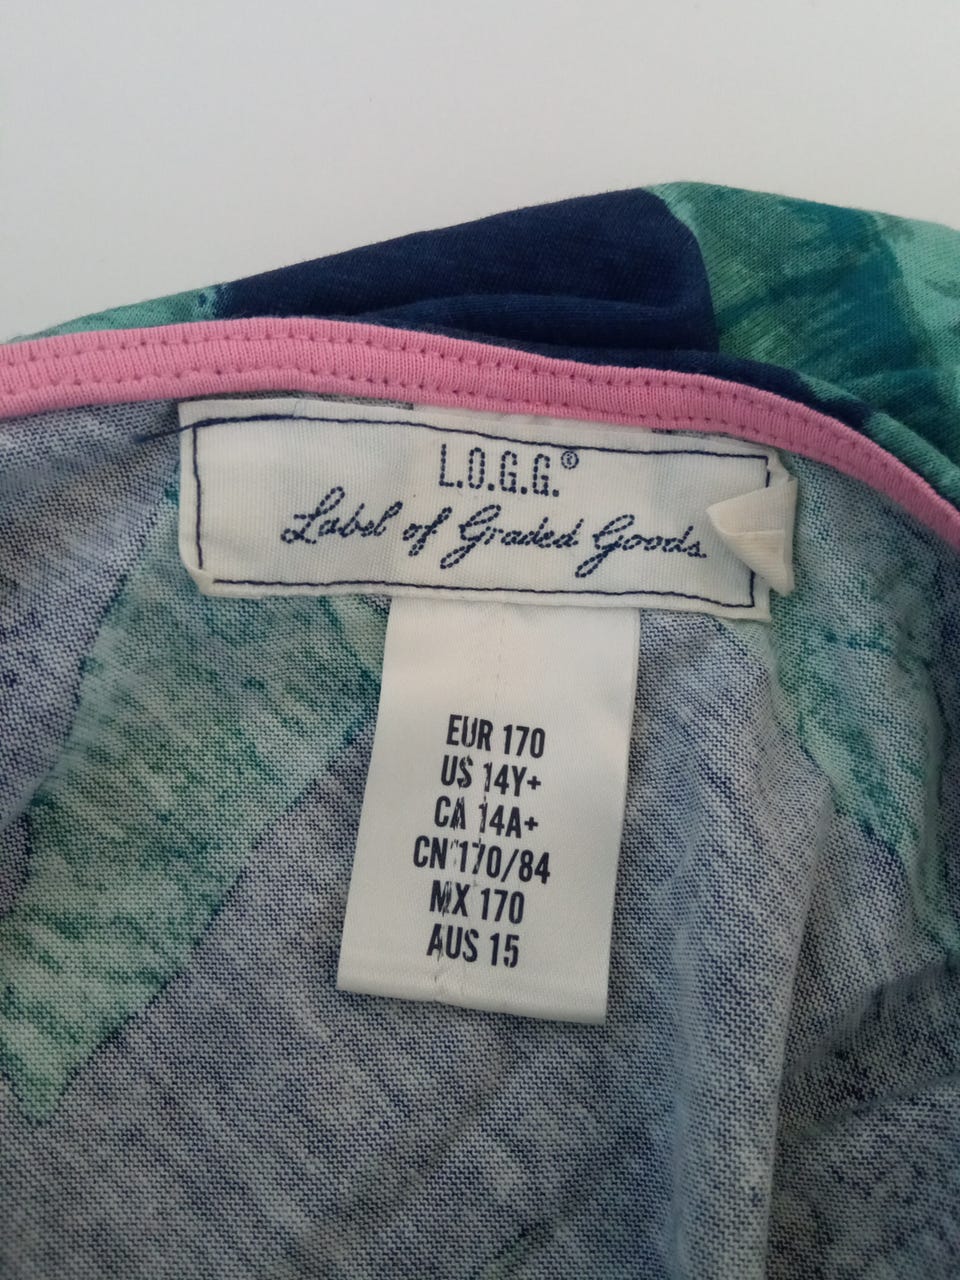 L.O.G.G.®
Label of Graded Goods
EUR 170
US 14Y+
CA 14A+
CN 170/84
MX 170
AUS 15